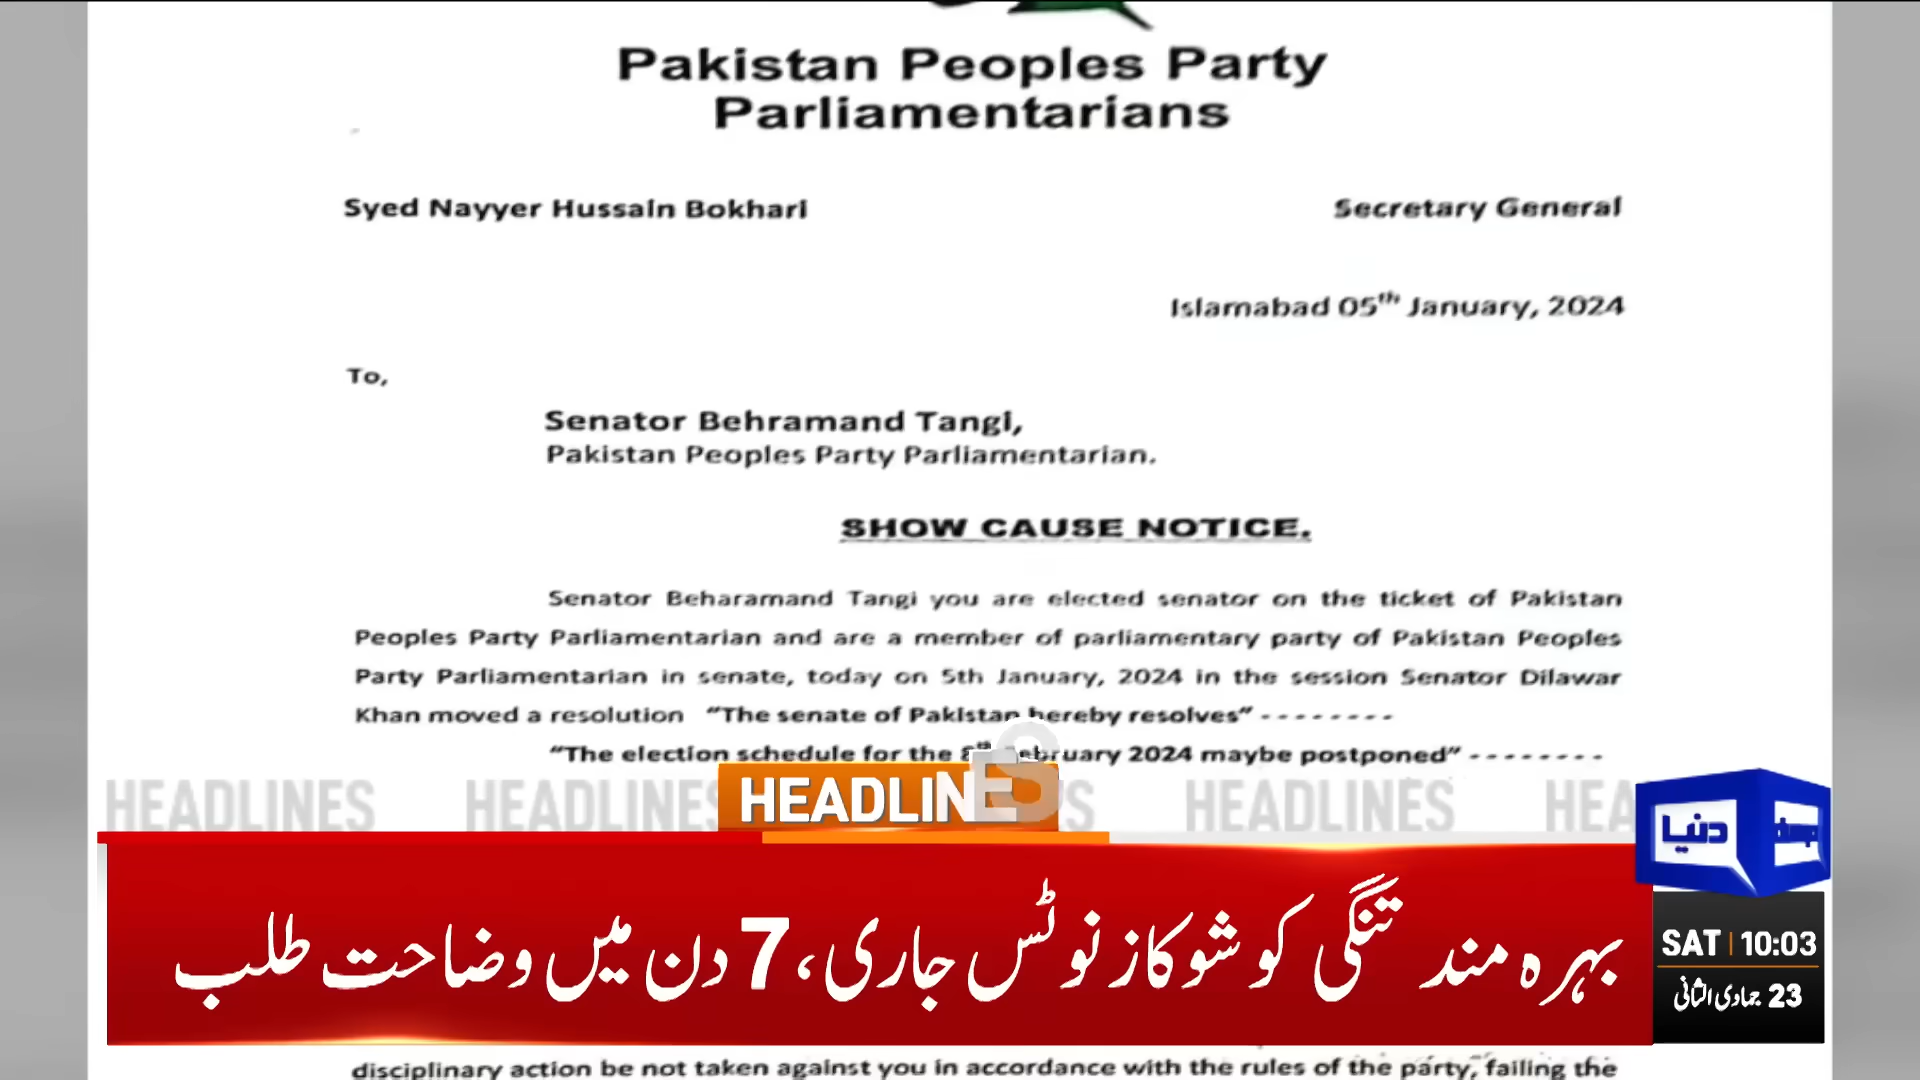 Pakistan Peoples Party
Parliamentarians
Syed Nayyer Hussain Bokhari
Secretary General
Islamabad 05th January, 2024
To,
Senator Behramand Tangi,
Pakistan Peoples Party Parliamentarian.
SHOW CAUSE NOTICE.
Senator Beharamand Tangi you are elected senator on the ticket of Pakistan
Peoples Party Parliamentarian and are a member of parliamentary party of Pakistan Peoples
Party Parliamentarian in senate, today on 5th January, 2024 in the session Senator Dilawar
Khan moved a resolution "The senate of Pakistan hereby resolves" - - - - - - - -
"The election schedule for the 8th February 2024 maybe postponed" - - - - - - - -
HEADLINES HEADLINES HEADLINES HEADLINES HEA
دنیا
بہرہ مند تنگی کو شوکاز نوٹس جاری، 7 دن میں وضاحت طلب
SAT 10:03
23 جمادی الثانی
disciplinary action be not taken against you in accordance with the rules of the party, failing the